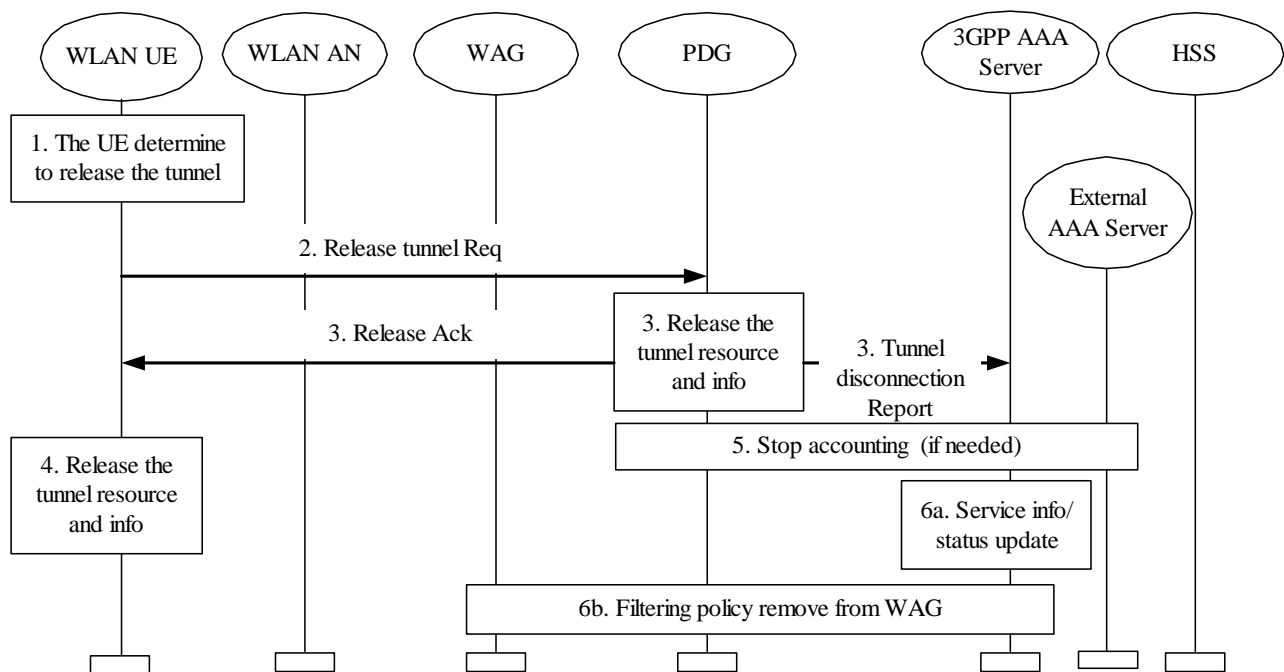 WLAN UE
WLAN AN
WAG
PDG
3GPP AAA
Server
HSS
1. The UE determine
to release the tunnel
External
AAA Server
2. Release tunnel Req
3. Release Ack
3. Release the
tunnel resource
and info
3. Tunnel
disconnection
Report
4. Release the
tunnel resource
and info
5. Stop accounting (if needed)
6a. Service info/
status update
6b. Filtering policy remove from WAG